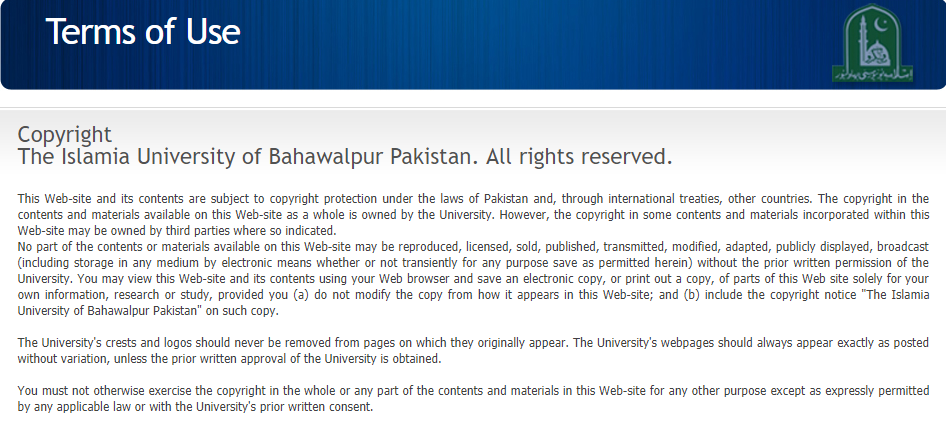 Terms of Use
Copyright
The Islamia University of Bahawalpur Pakistan. All rights reserved.
This Web-site and its contents are subject to copyright protection under the laws of Pakistan and, through international treaties, other countries. The copyright in the
contents and materials available on this Web-site as a whole is owned by the University. However, the copyright in some contents and materials incorporated within this
Web-site may be owned by third parties where so indicated.
No part of the contents or materials available on this Web-site may be reproduced, licensed, sold, published, transmitted, modified, adapted, publicly displayed, broadcast
(including storage in any medium by electronic means whether or not transiently for any purpose save as permitted herein) without the prior written permission of the
University. You may view this Web-site and its contents using your Web browser and save an electronic copy, or print out a copy, of parts of this Web site solely for your
own information, research or study, provided you (a) do not modify the copy from how it appears in this Web-site; and (b) include the copyright notice "The Islamia
University of Bahawalpur Pakistan" on such copy.
The University's crests and logos should never be removed from pages on which they originally appear. The University's webpages should always appear exactly as posted
without variation, unless the prior written approval of the University is obtained.
You must not otherwise exercise the copyright in the whole or any part of the contents and materials in this Web-site for any other purpose except as expressly permitted
by any applicable law or with the University's prior written consent.